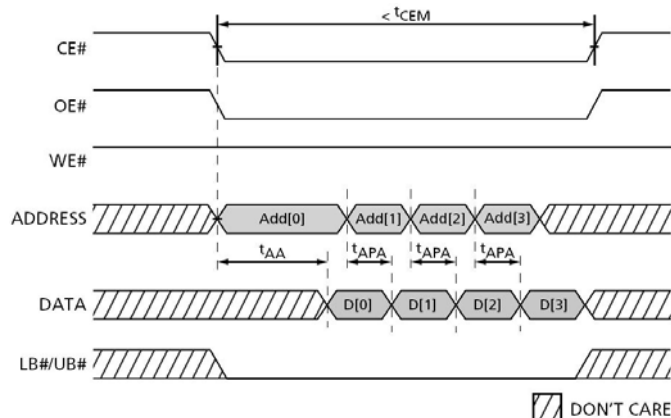 < tCEM
CE#
OE#
WE#
ADDRESS Add[0] Add[1] Add[2] Add[3]
tAA tAPA tAPA tAPA
DATA D[0] D[1] D[2] D[3]
LB#/UB#
DON'T CARE